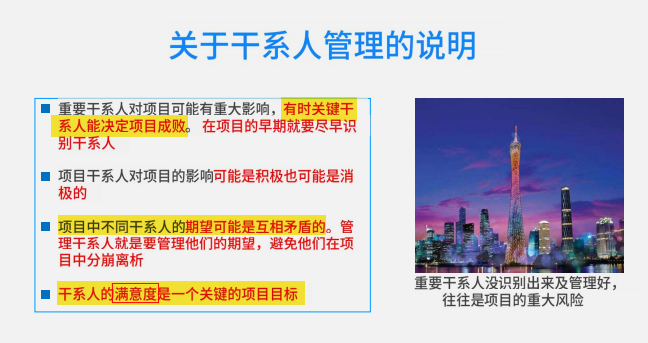 关于干系人管理的说明
重要干系人对项目可能有重大影响，有时关键干
系人能决定项目成败。在项目的早期就要尽早识
别干系人
项目干系人对项目的影响可能是积极也可能是消
极的
项目中不同干系人的期望可能是互相矛盾的。管
理干系人就是要管理他们的期望，避免他们在项
目中分崩离析
干系人的满意度是一个关键的项目目标
重要干系人没识别出来及管理好，
往往是项目的重大风险